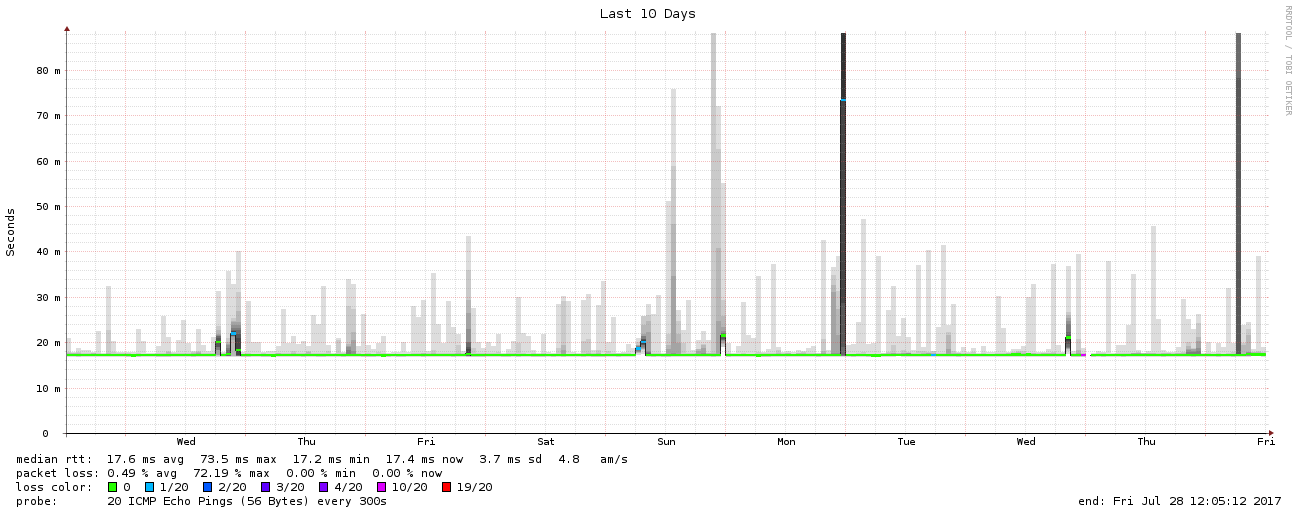 Last 10 Days
RRDTOOL / TOBI OETIKER
Seconds
80 m
70 m
60 m
50 m
40 m
30 m
20 m
10 m
0
Wed Thu Fri Sat Sun Mon Tue Wed Thu Fri
median rtt: 17.6 ms avg 73.5 ms max 17.2 ms min 17.4 ms now 3.7 ms sd 4.8 am/s
packet loss: 0.49 % avg 72.19 % max 0.00 % min 0.00 % now
loss color: 0 1/20 2/20 3/20 4/20 10/20 19/20
probe: 20 ICMP Echo Pings (56 Bytes) every 300s end: Fri Jul 28 12:05:12 2017